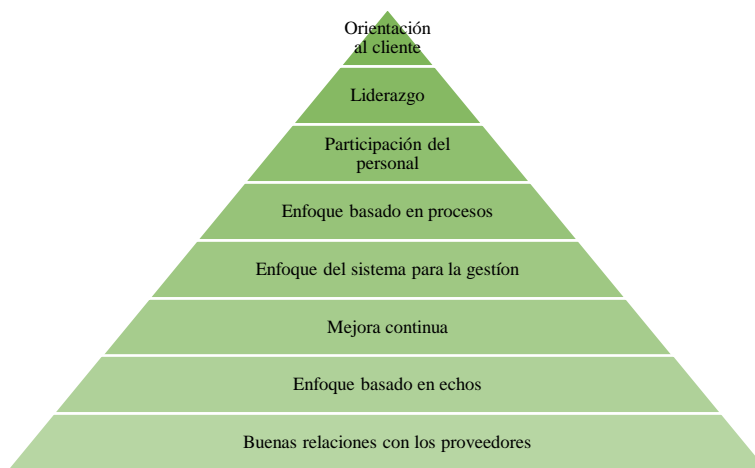 Orientación
al cliente
Liderazgo
Participación del
personal
Enfoque basado en procesos
Enfoque del sistema para la gestíon
Mejora continua
Enfoque basado en echos
Buenas relaciones con los proveedores